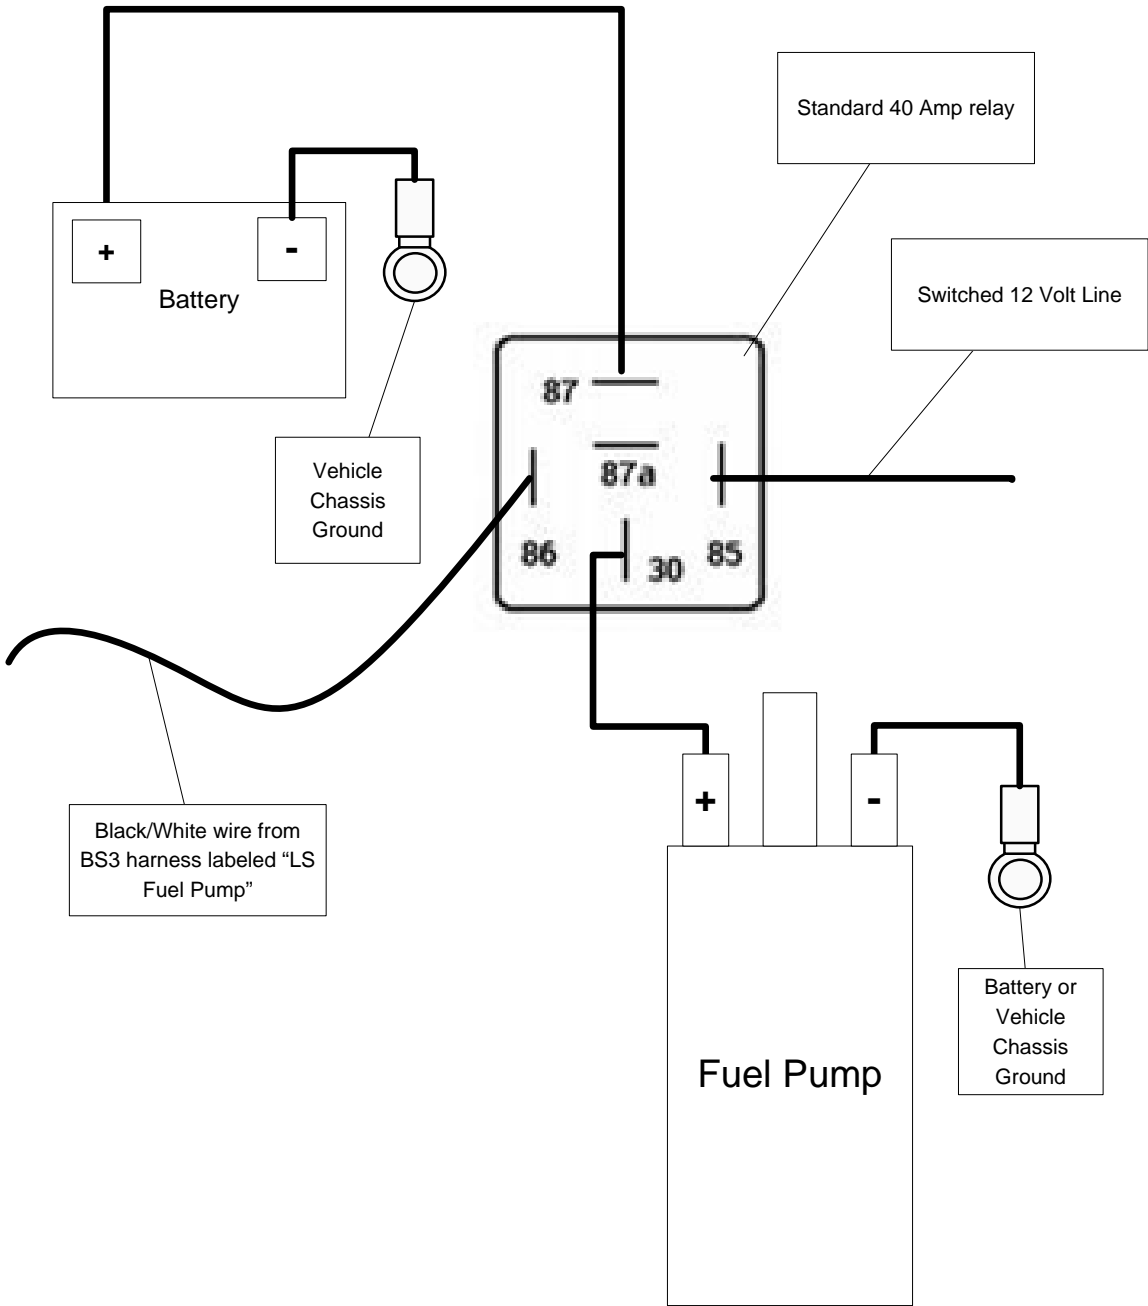 Standard 40 Amp relay
+
-
Battery
Switched 12 Volt Line
87
87a
86
30
85
Vehicle
Chassis
Ground
+
-
Black/White wire from
BS3 harness labeled “LS
Fuel Pump”
Battery or
Vehicle
Chassis
Ground
Fuel Pump